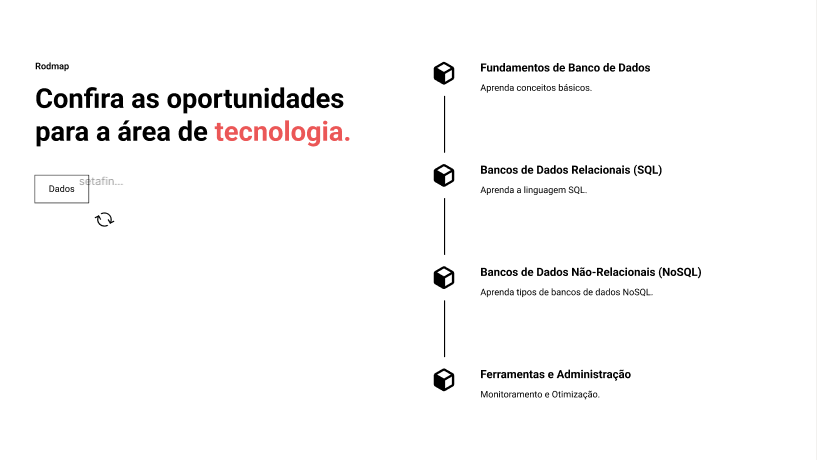 Rodmap
Confira as oportunidades
para a área de tecnologia.
setafin...
Dados
Fundamentos de Banco de Dados
Aprenda conceitos básicos.
Bancos de Dados Relacionais (SQL)
Aprenda a linguagem SQL.
Bancos de Dados Não-Relacionais (NoSQL)
Aprenda tipos de bancos de dados NoSQL.
Ferramentas e Administração
Monitoramento e Otimização.